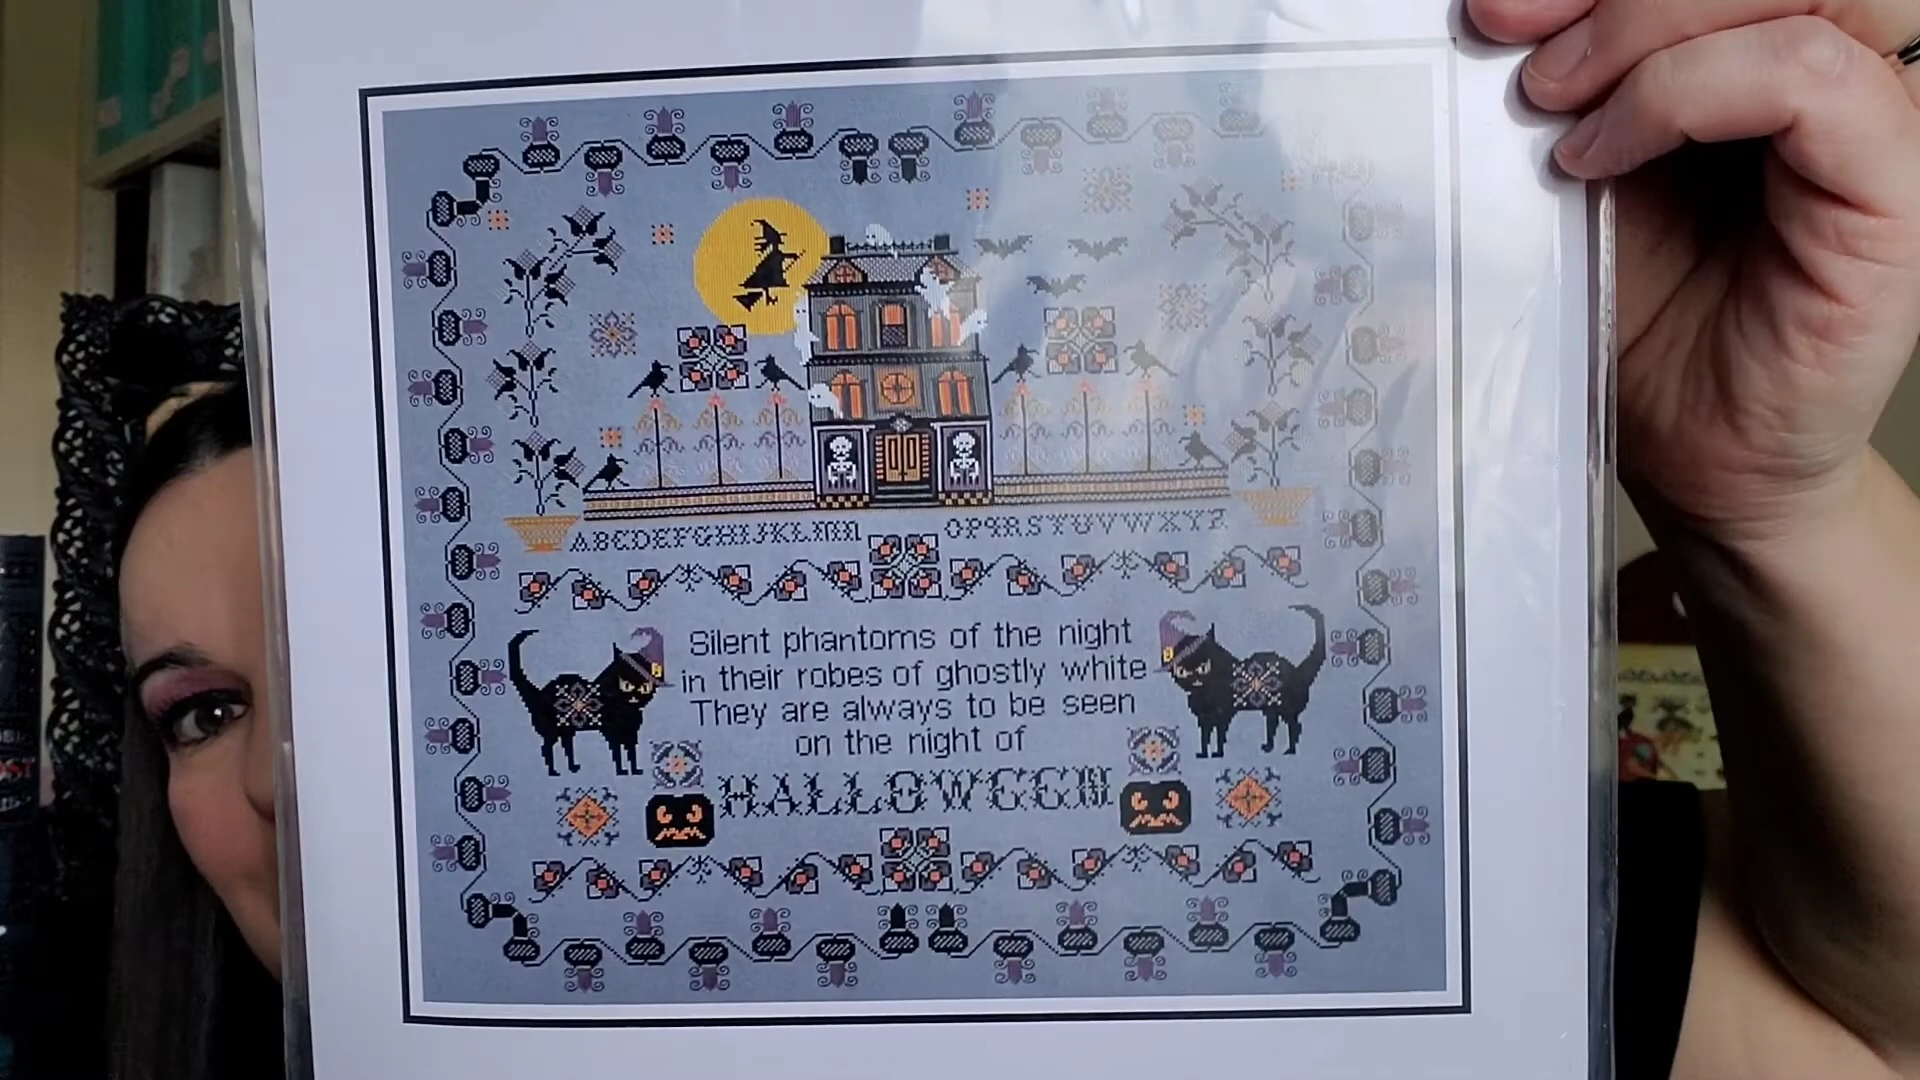 ABCDEFGHIJKLMN OPQRSTUVWXYZ
Silent phantoms of the night
in their robes of ghostly white
They are always to be seen
on the night of
HALLOWEEN